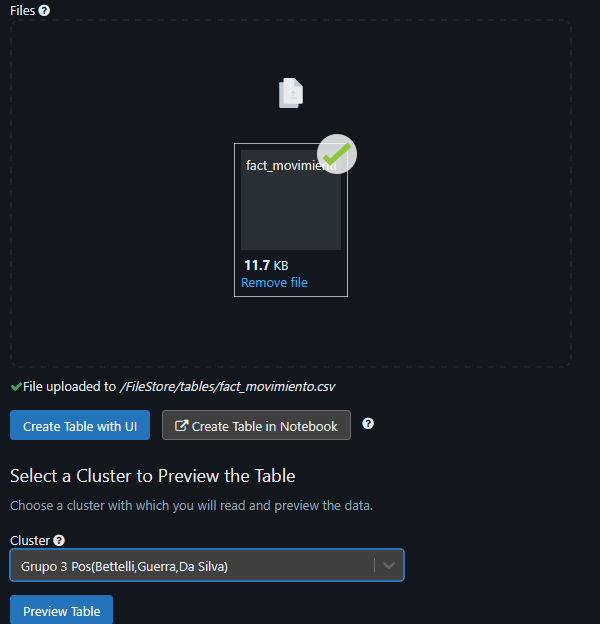 Files
fact_movimient
11.7 KB
Remove file
File uploaded to /FileStore/tables/fact_movimiento.csv
Create Table with UI
Create Table in Notebook
Select a Cluster to Preview the Table
Choose a cluster with which you will read and preview the data.
Cluster
Grupo 3 Pos(Bettelli,Guerra,Da Silva)
Preview Table